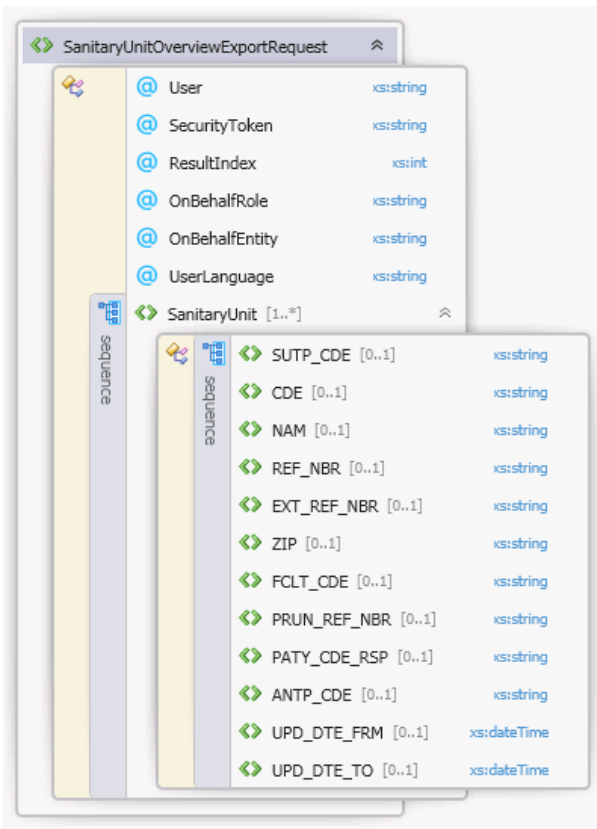 SanitaryUnitOverviewExportRequest
@ User xs:string
@ SecurityToken xs:string
@ ResultIndex xs:int
@ OnBehalfRole xs:string
@ OnBehalfEntity xs:string
@ UserLanguage xs:string
sequence
SanitaryUnit [1..*]
sequence
SUTP_CDE [0..1] xs:string
CDE [0..1] xs:string
NAM [0..1] xs:string
REF_NBR [0..1] xs:string
EXT_REF_NBR [0..1] xs:string
ZIP [0..1] xs:string
FCLT_CDE [0..1] xs:string
PRUN_REF_NBR [0..1] xs:string
PATY_CDE_RSP [0..1] xs:string
ANTP_CDE [0..1] xs:string
UPD_DTE_FRM [0..1] xs:dateTime
UPD_DTE_TO [0..1] xs:dateTime